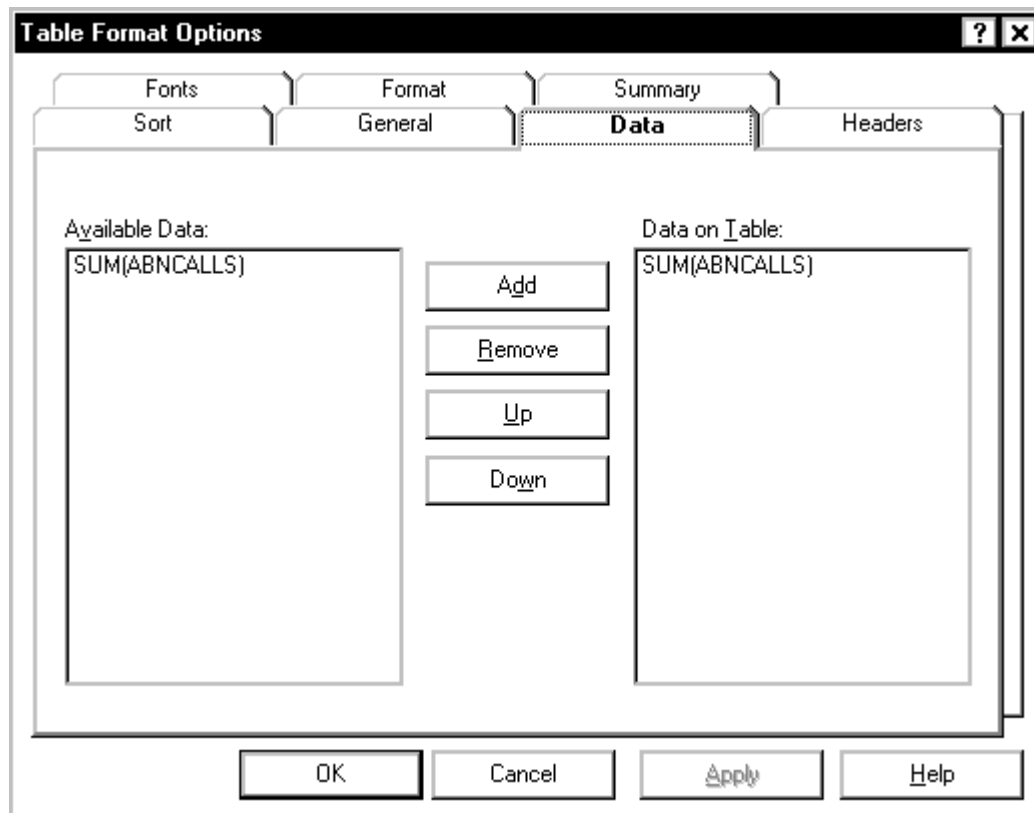 Table Format Options
Fonts Format Summary
Sort General Data Headers
Available Data: Data on Table:
SUM(ABNCALLS) SUM(ABNCALLS)
Add
Remove
Up
Down
OK Cancel Apply Help